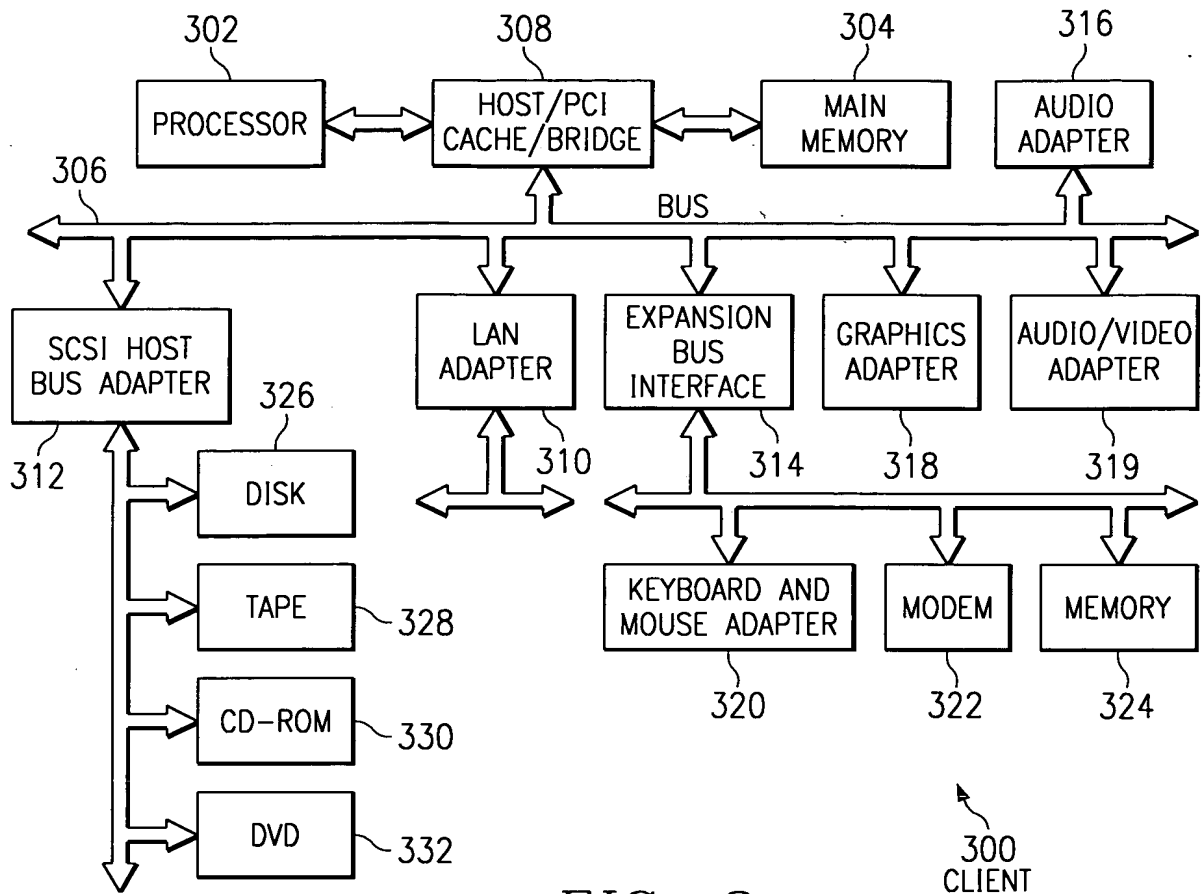 302
308
304
316
PROCESSOR
HOST/PCI
CACHE/BRIDGE
MAIN
MEMORY
AUDIO
ADAPTER
306
BUS
SCSI HOST
BUS ADAPTER
LAN
ADAPTER
EXPANSION
BUS
INTERFACE
GRAPHICS
ADAPTER
AUDIO/VIDEO
ADAPTER
312
326
310
314
318
319
DISK
TAPE
328
KEYBOARD AND
MOUSE ADAPTER
MODEM
MEMORY
320
322
324
CD-ROM
330
DVD
332
300
CLIENT